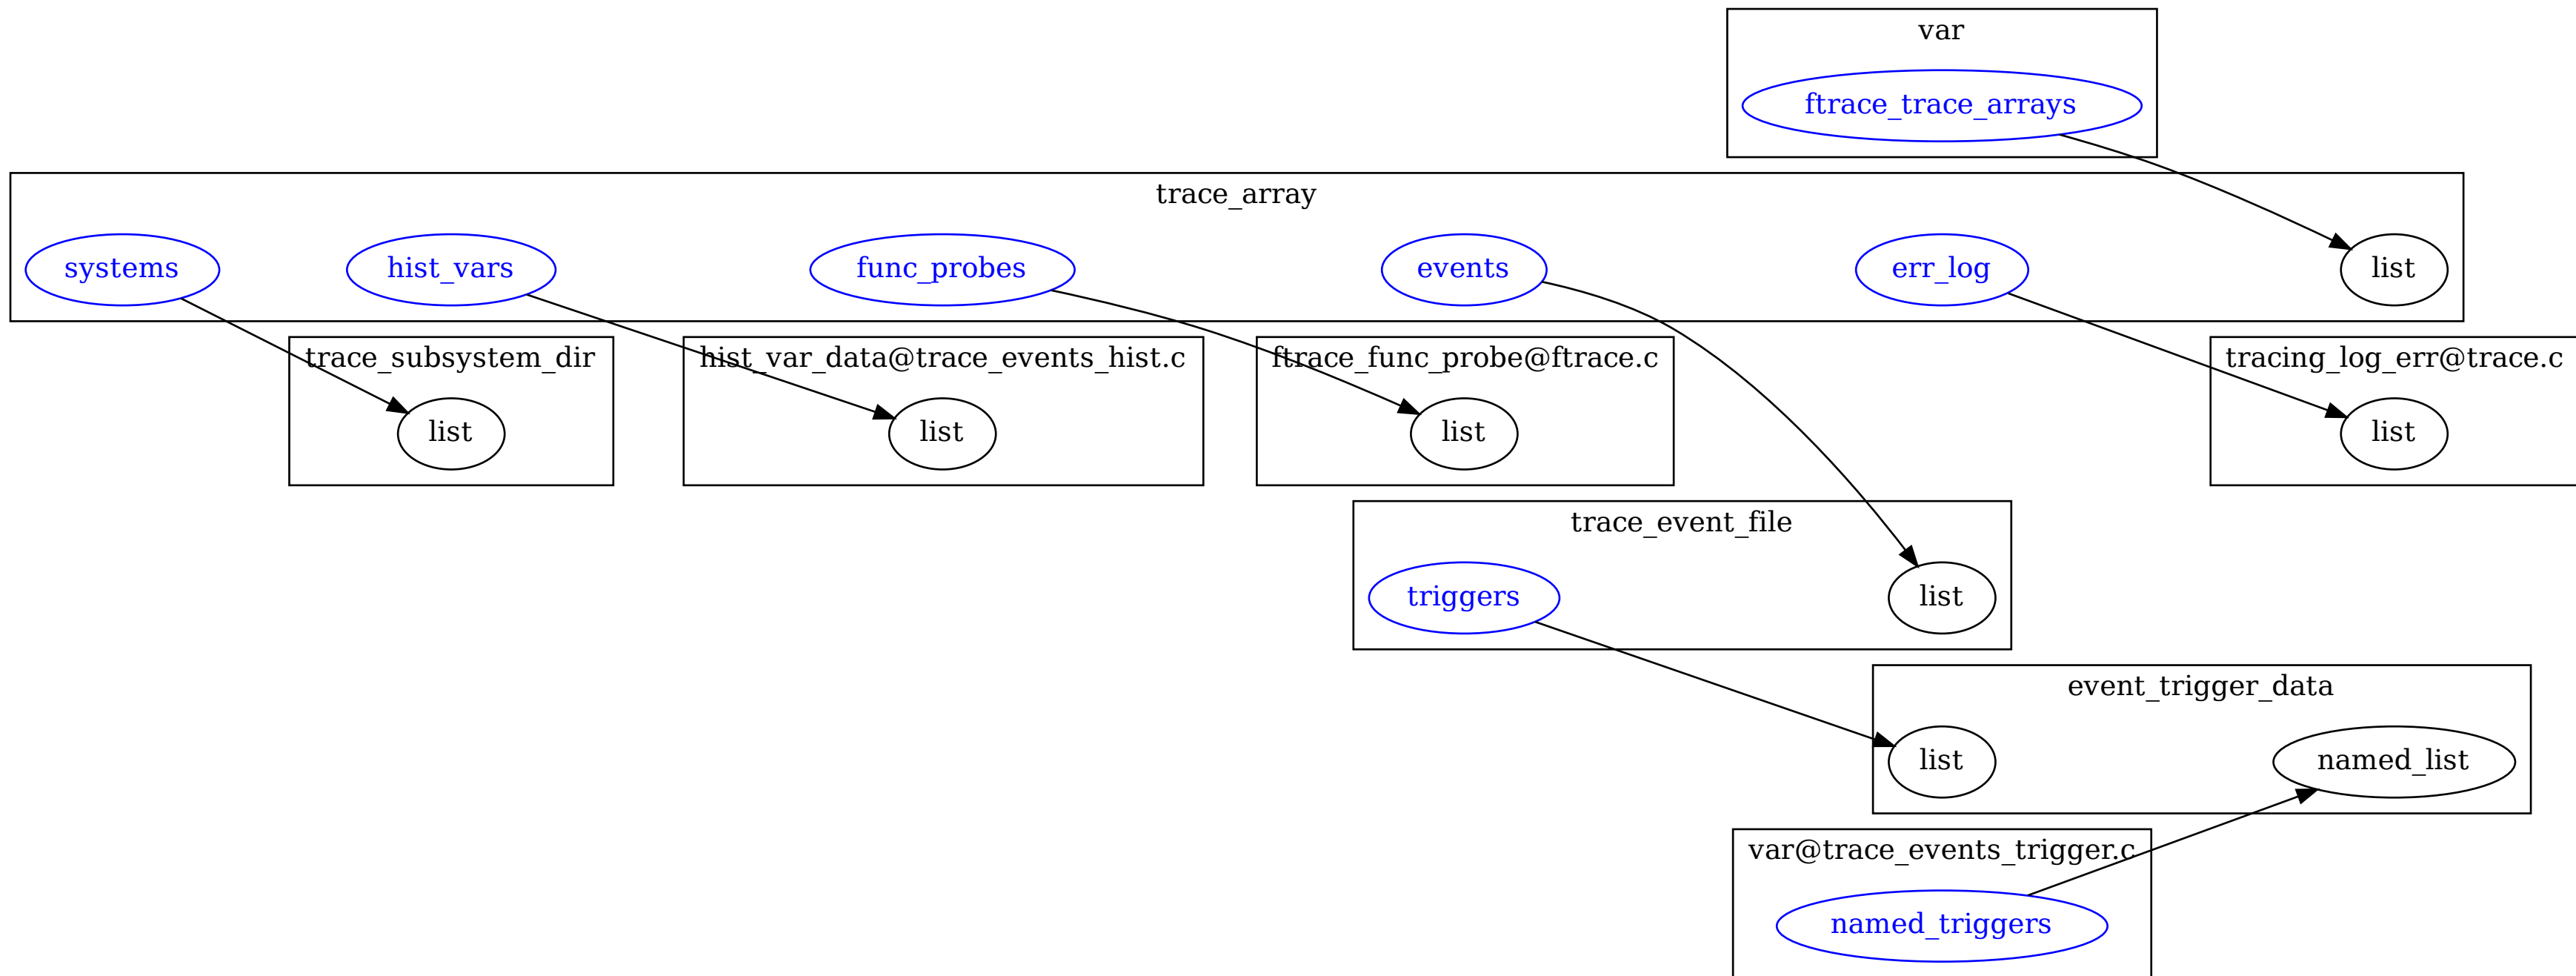 var
ftrace_trace_arrays
trace_array
systems
hist_vars
func_probes
events
err_log
list
trace_subsystem_dir
hist_var_data@trace_events_hist.c
ftrace_func_probe@ftrace.c
tracing_log_err@trace.c
list
list
list
list
trace_event_file
triggers
list
event_trigger_data
list
named_list
var@trace_events_trigger.c
named_triggers